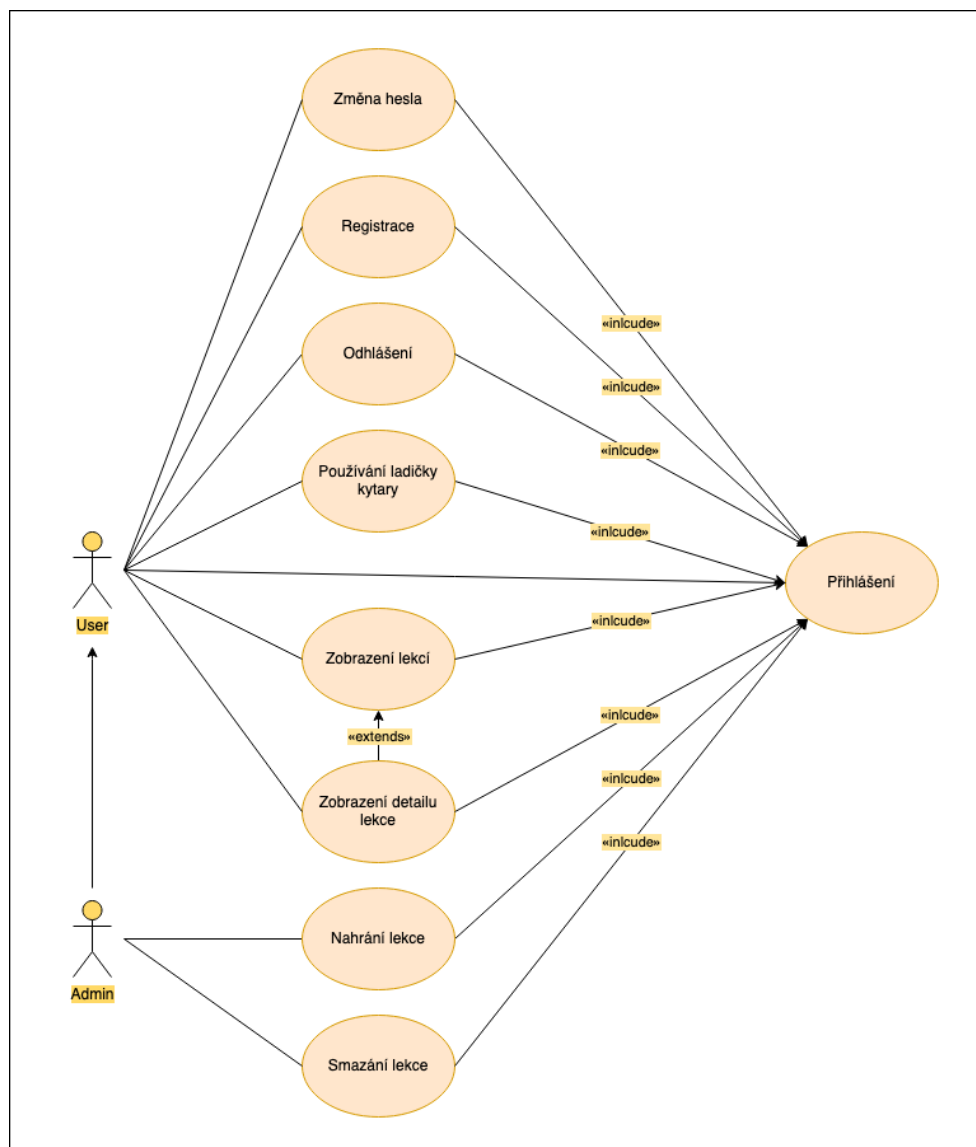 Změna hesla
Registrace
«inlcude»
Odhlášení
«inlcude»
«inlcude»
Používání ladičky
kytary
«inlcude»
Přihlášení
User
Zobrazení lekcí
«inlcude»
«extends»
«inlcude»
Zobrazení detailu
lekce
«inlcude»
«inlcude»
Nahrání lekce
Admin
Smazání lekce